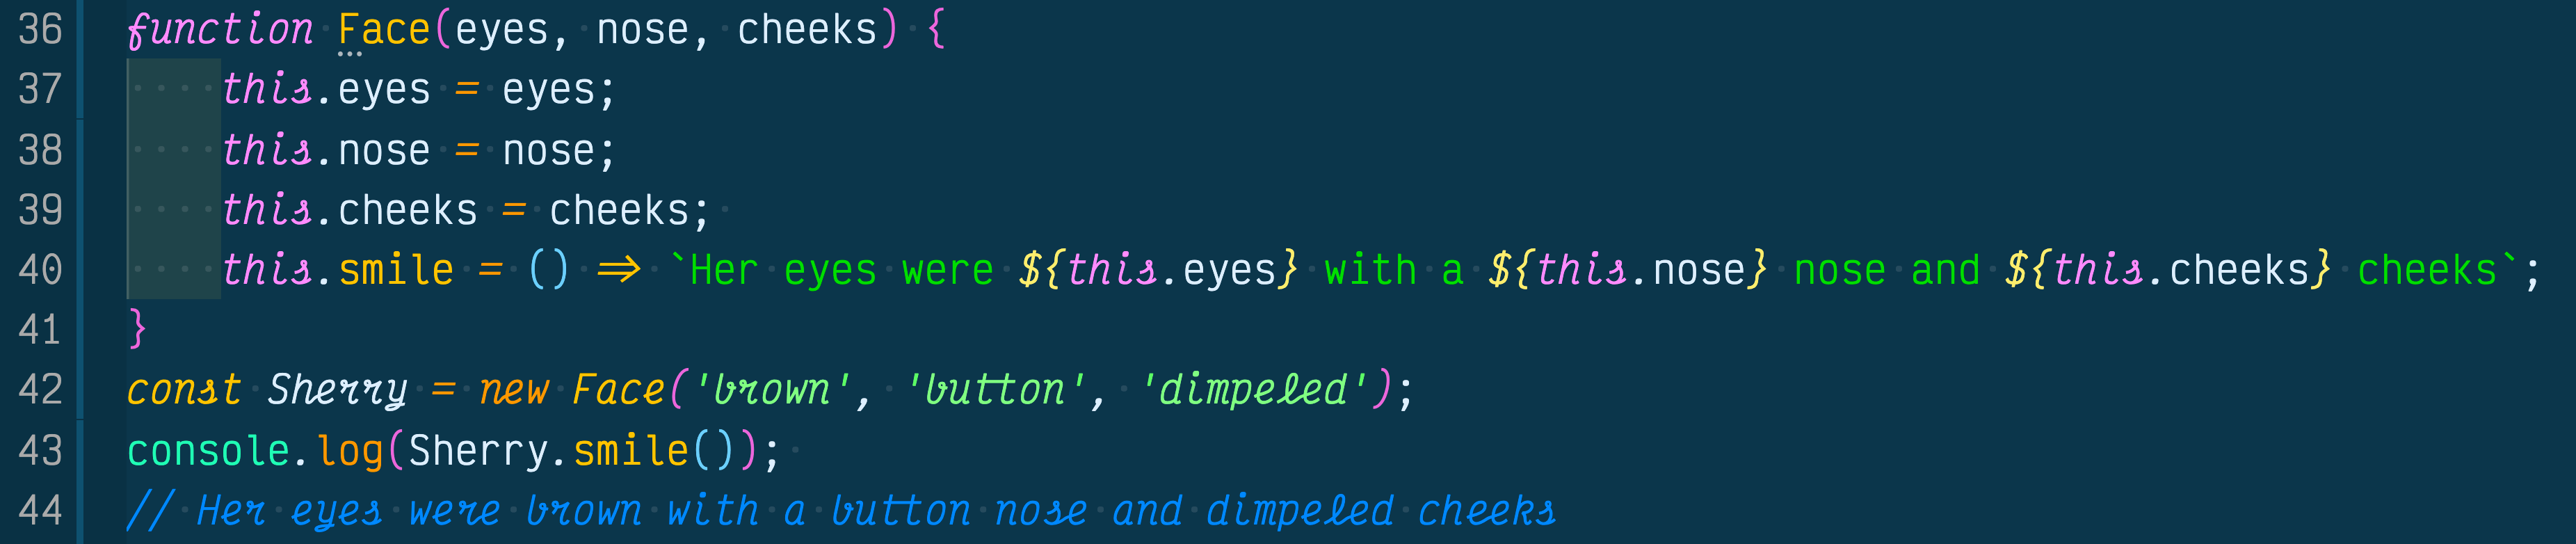 36 function Face(eyes, nose, cheeks) {
37     this.eyes = eyes;
38     this.nose = nose;
39     this.cheeks = cheeks;
40     this.smile = () => `Her eyes were ${this.eyes} with a ${this.nose} nose and ${this.cheeks} cheeks`;
41 }
42 const Sherry = new Face('brown', 'button', 'dimpeled');
43 console.log(Sherry.smile());
44 // Her eyes were brown with a button nose and dimpeled cheeks